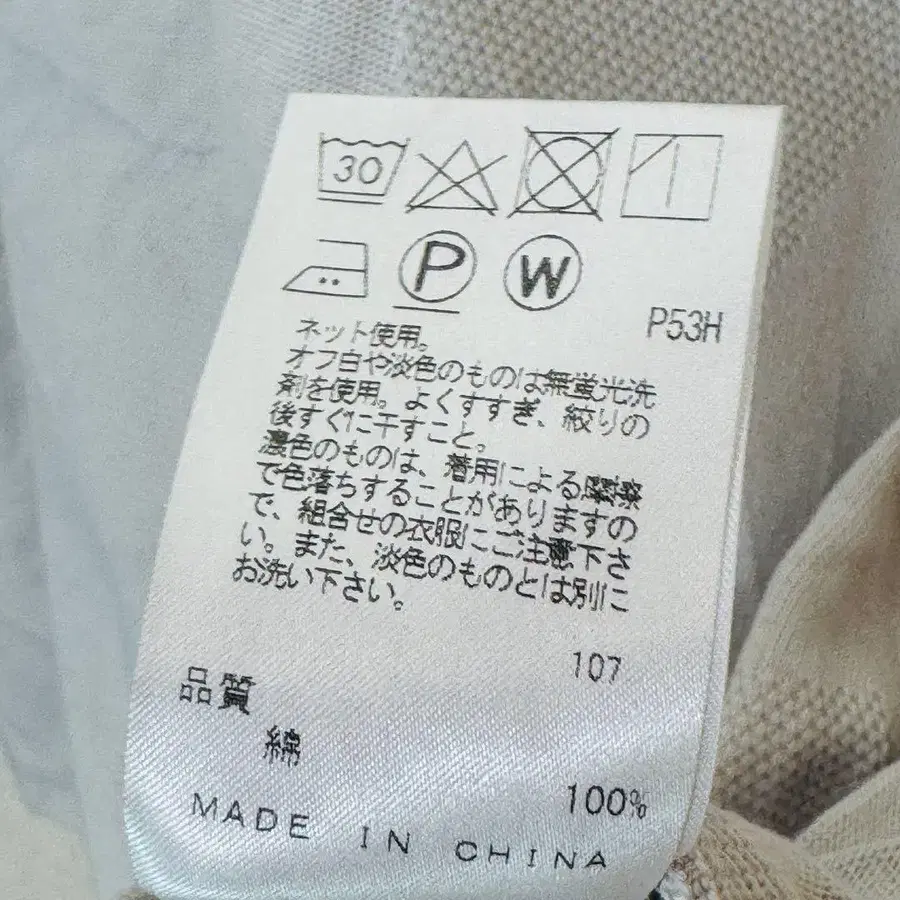 30
P W
P53H
ネット使用。
オフ白や淡色のものは無蛍光洗
剤を使用。よくすすぎ、絞りの
後すぐに干すこと。
濃色のものは、着用による摩擦
で色落ちすることがありますの
で、組合せの衣服にご注意下さ
い。また、淡色のものとは別に
お洗い下さい。
107
品質
綿
100%
MADE IN CHINA